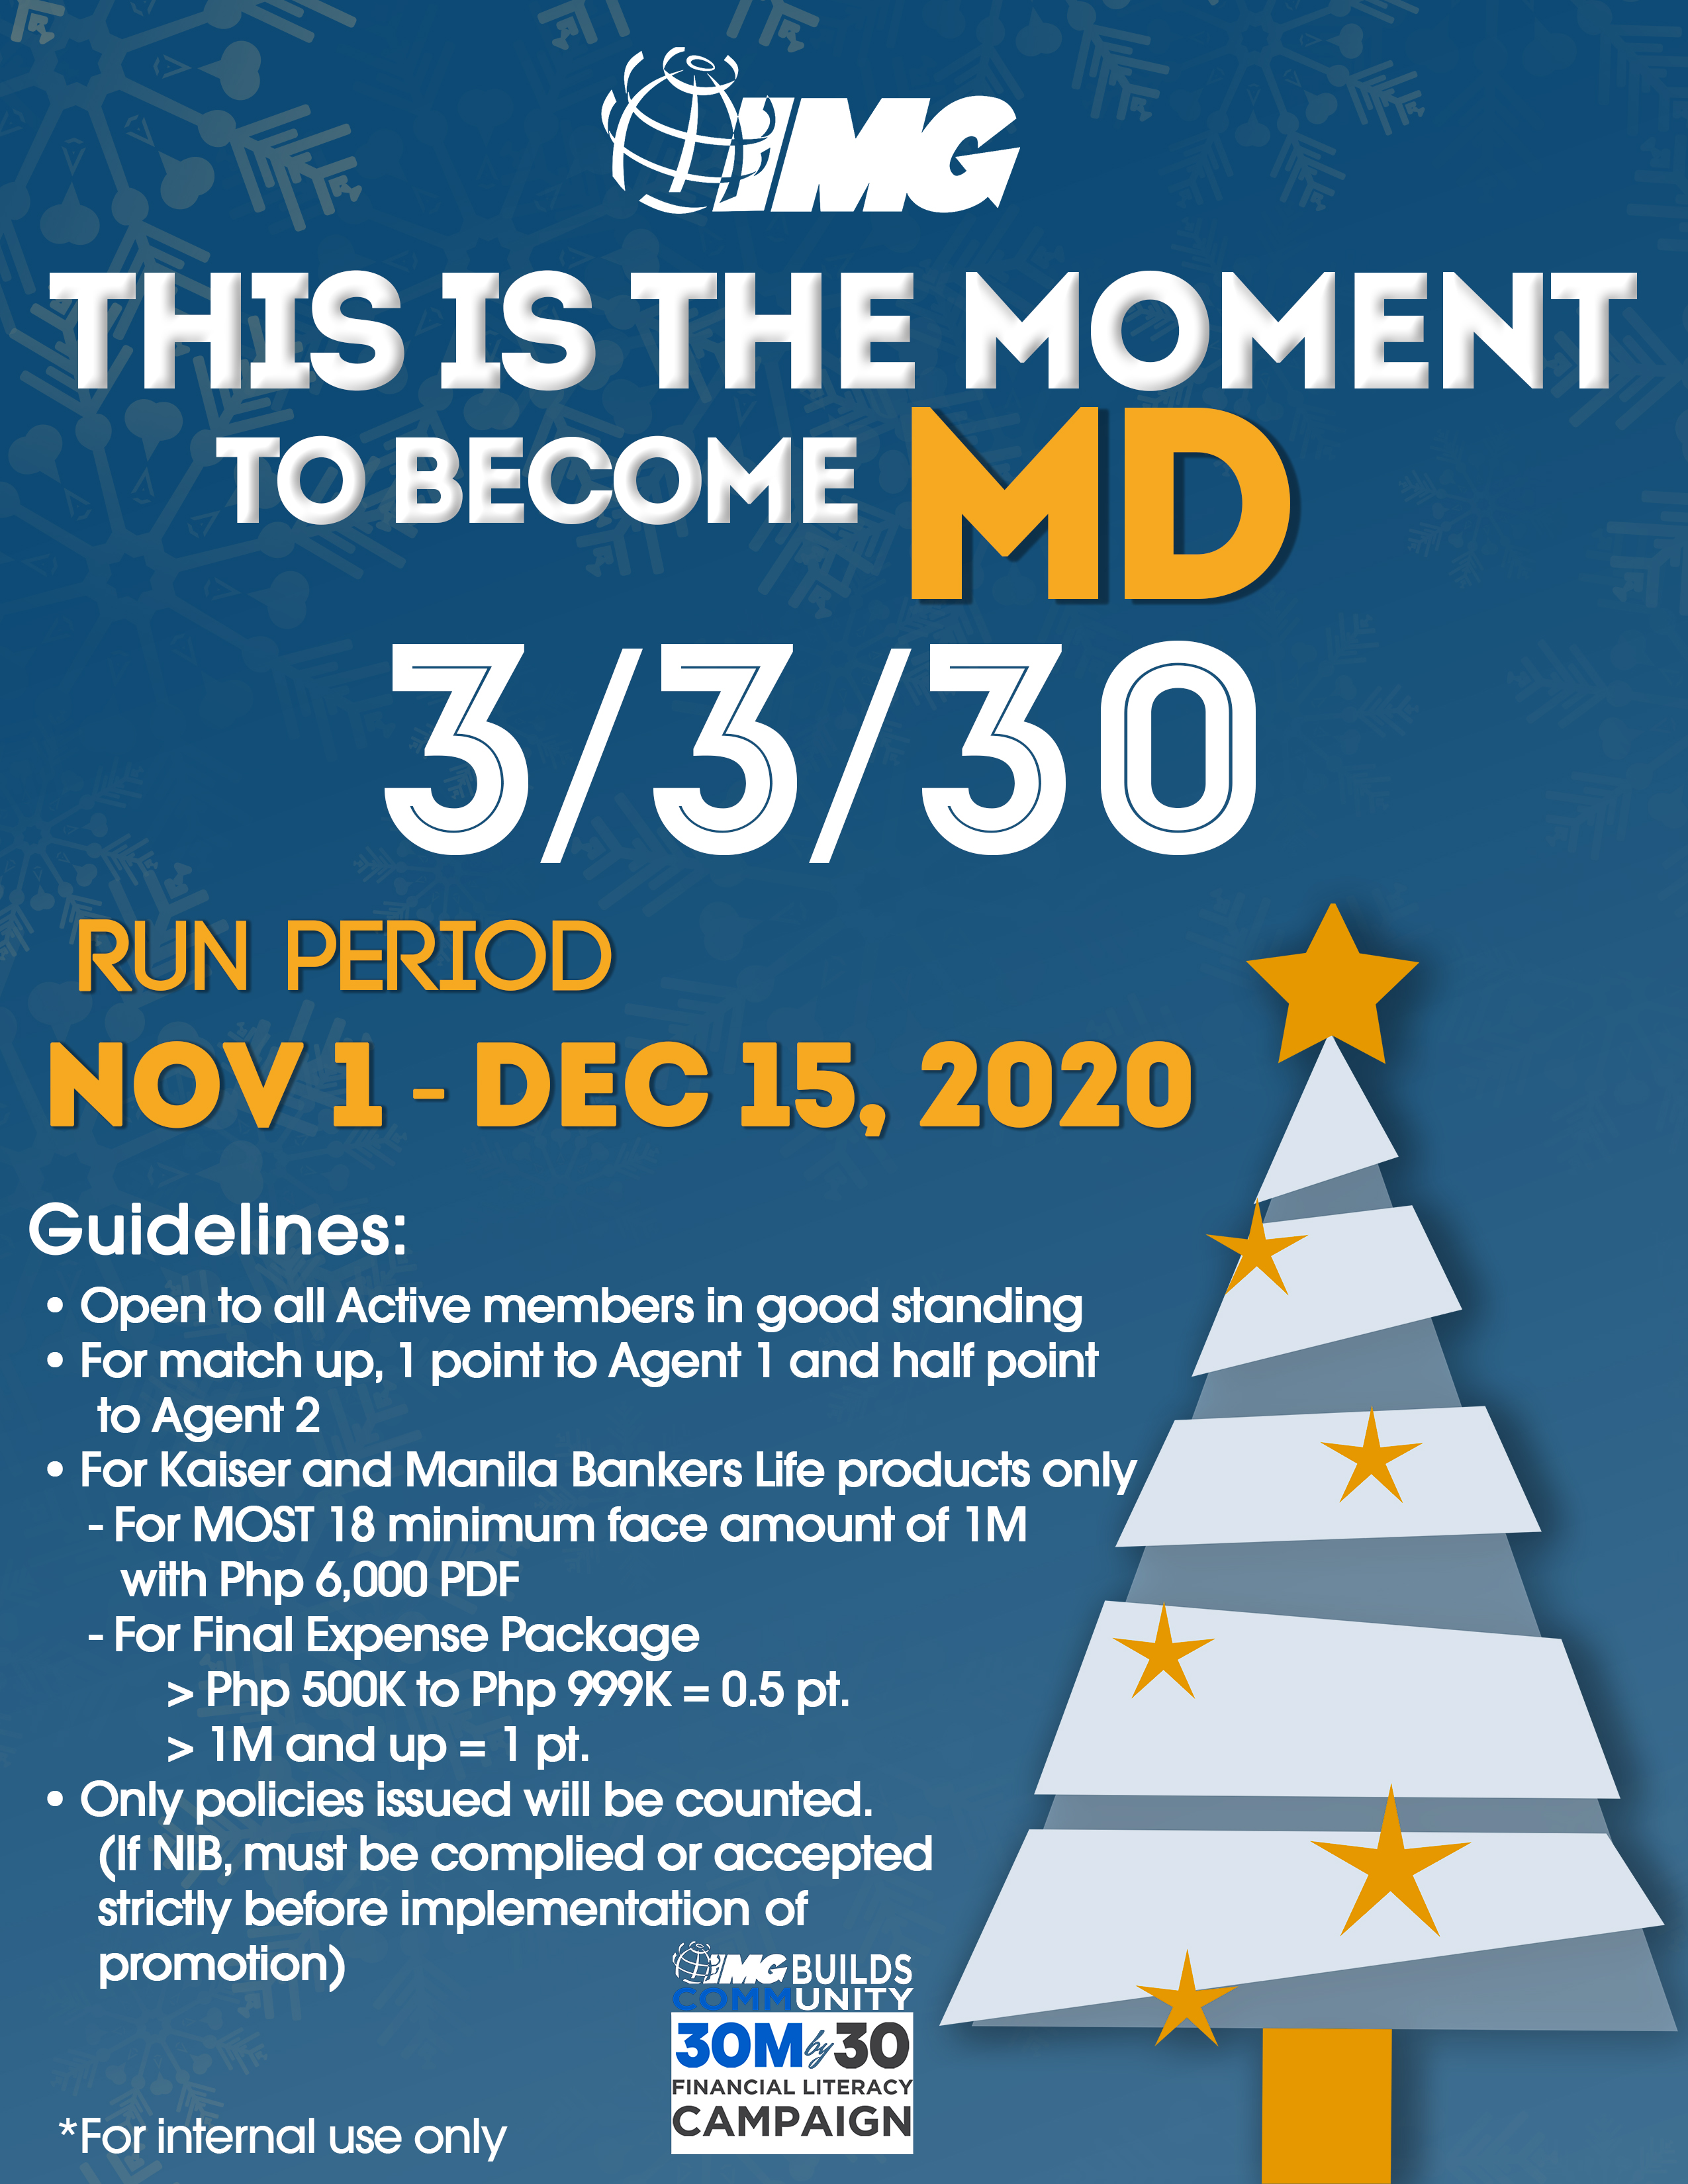 IMG
THIS IS THE MOMENT
TO BECOME MD
3/3/30
RUN PERIOD
NOV 1 - DEC 15, 2020
Guidelines:
• Open to all Active members in good standing
• For match up, 1 point to Agent 1 and half point
to Agent 2
• For Kaiser and Manila Bankers Life products only
- For MOST 18 minimum face amount of 1M
with Php 6,000 PDF
- For Final Expense Package
> Php 500K to Php 999K = 0.5 pt.
> 1M and up = 1 pt.
• Only policies issued will be counted.
(If NIB, must be complied or accepted
strictly before implementation of
promotion)
IMG BUILDS
COMMUNITY
30M by 30
FINANCIAL LITERACY
CAMPAIGN
*For internal use only